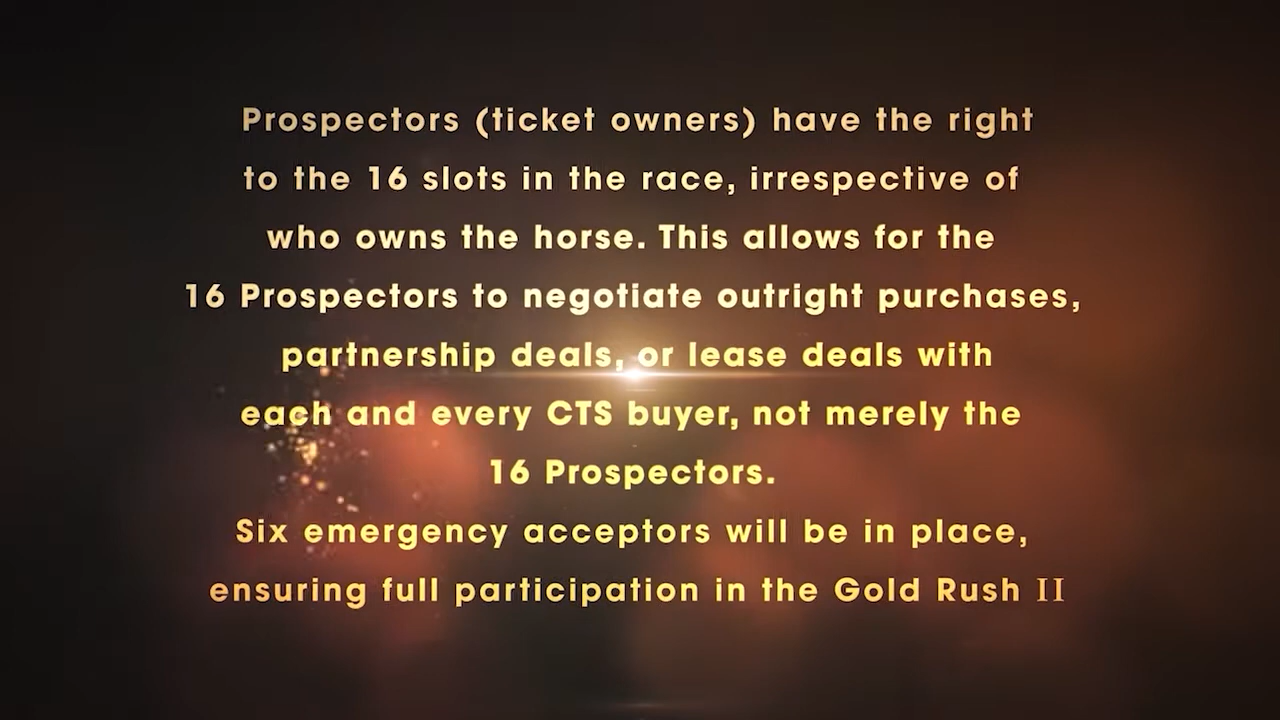 Prospectors (ticket owners) have the right
to the 16 slots in the race, irrespective of
who owns the horse. This allows for the
16 Prospectors to negotiate outright purchases,
partnership deals, or lease deals with
each and every CTS buyer, not merely the
16 Prospectors.
Six emergency acceptors will be in place,
ensuring full participation in the Gold Rush II